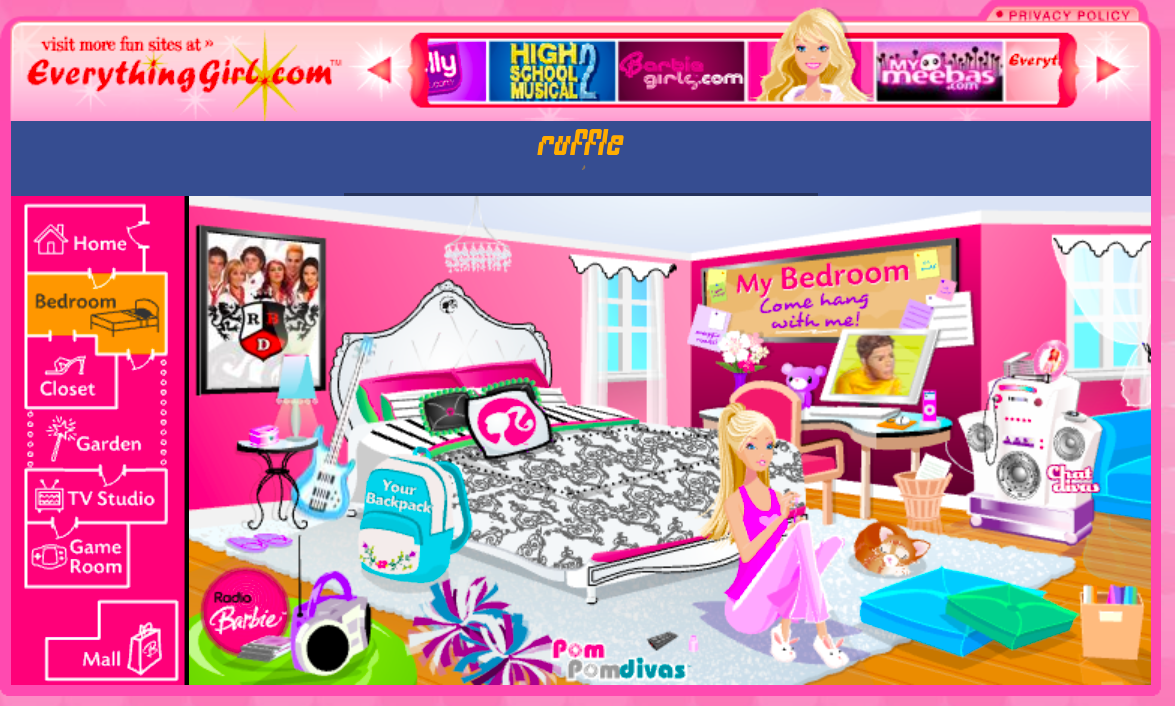 PRIVACY POLICY
visit more fun sites at »
EverythingGirl.com™
lly
HIGH
SCHOOL
MUSICAL 2
Barbie
girls.com
MY
meebas
.com
Everyt
ruffle
Home
Bedroom
Closet
Garden
TV Studio
Game
Room
Mall
B
R B
D
My Bedroom
Come hang
with me!
Your
Backpack
Chat
divas
Radio
Barbie
Pom
Pomdivas